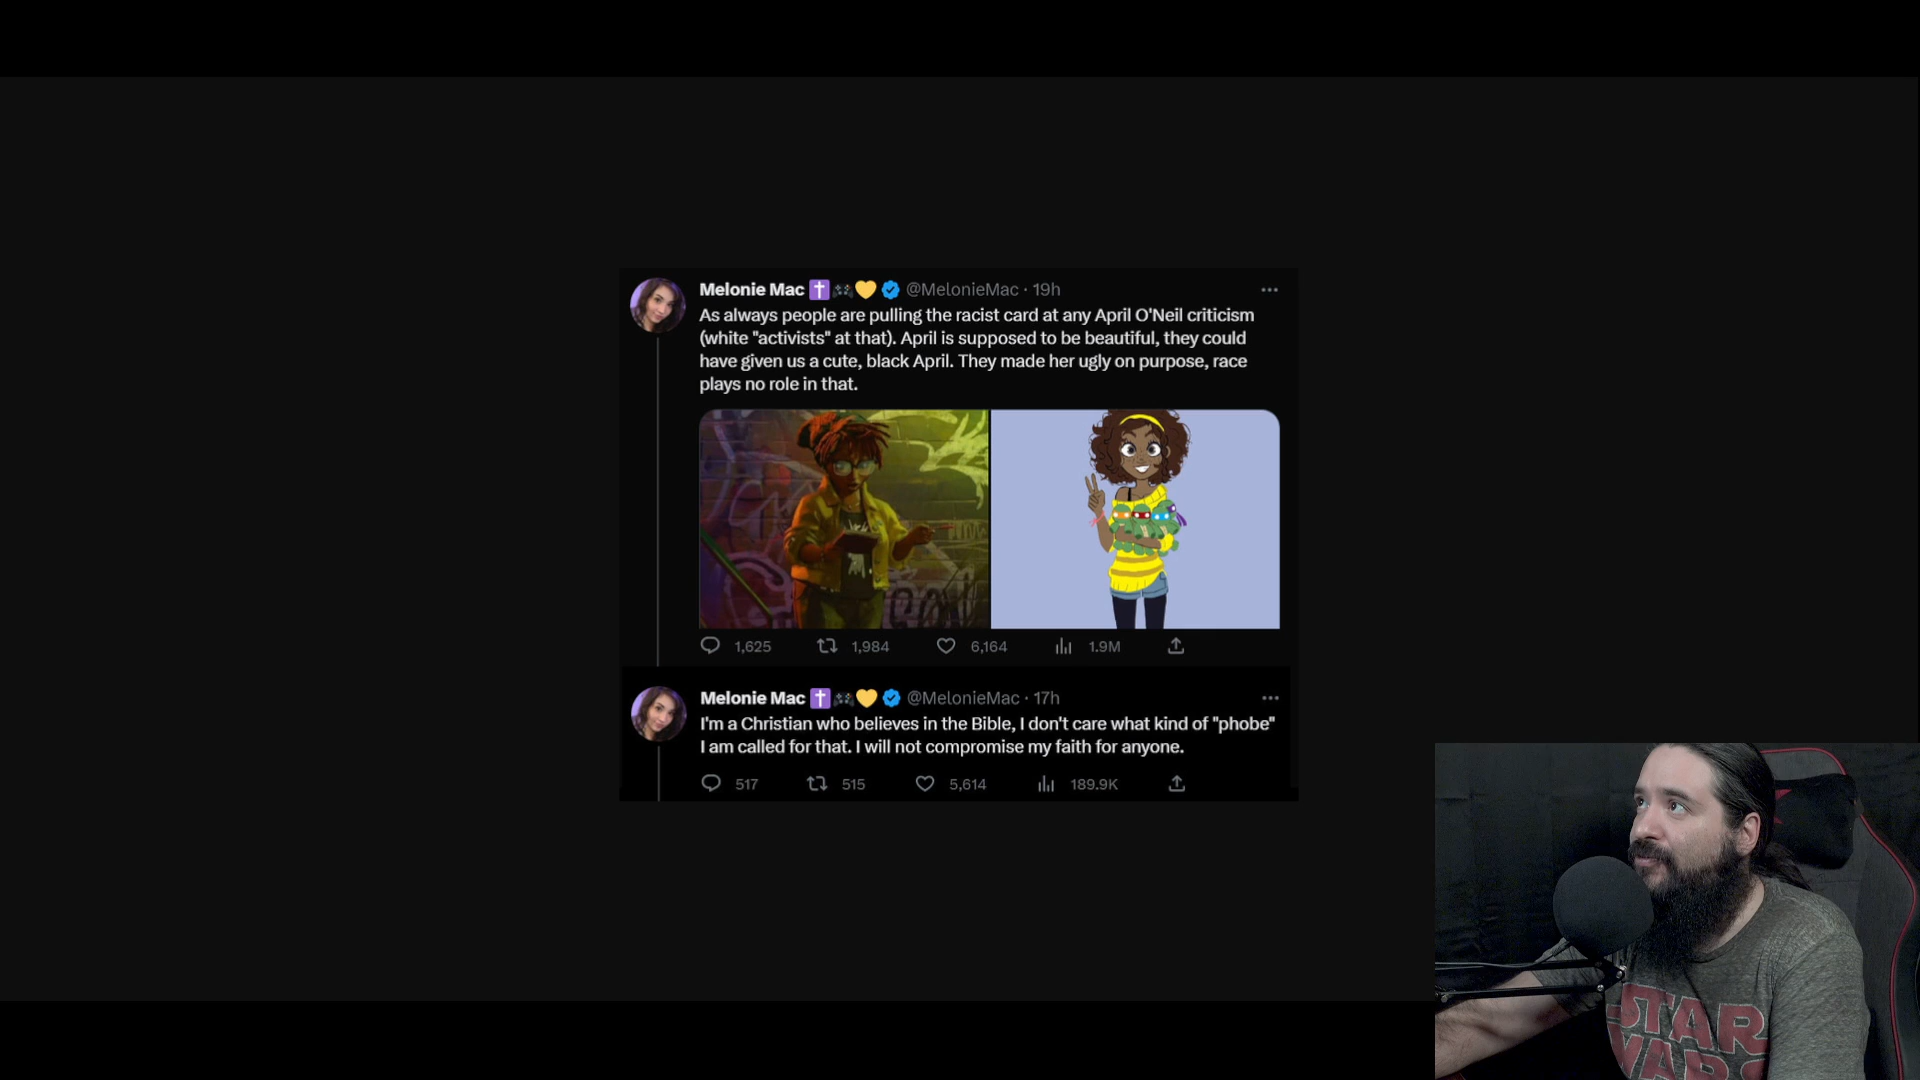 Melonie Mac ✝️🎮💛 @MelonieMac · 19h
As always people are pulling the racist card at any April O'Neil criticism
(white "activists" at that). April is supposed to be beautiful, they could
have given us a cute, black April. They made her ugly on purpose, race
plays no role in that.
1,625 1,984 6,164 1.9M
Melonie Mac ✝️🎮💛 @MelonieMac · 17h
I'm a Christian who believes in the Bible, I don't care what kind of "phobe"
I am called for that. I will not compromise my faith for anyone.
517 515 5,614 189.9K
STAR
WARS